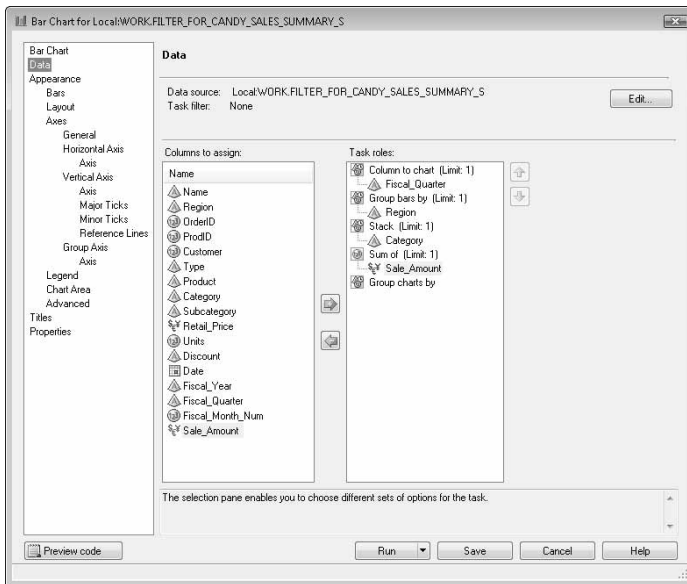 Bar Chart for Local:WORK.FILTER_FOR_CANDY_SALES_SUMMARY_S
Bar Chart
Data
Appearance
Bars
Layout
Axes
General
Horizontal Axis
Axis
Vertical Axis
Axis
Major Ticks
Minor Ticks
Reference Lines
Group Axis
Axis
Legend
Chart Area
Advanced
Titles
Properties
Data
Data source: Local:WORK.FILTER_FOR_CANDY_SALES_SUMMARY_S
Task filter: None
Edit...
Columns to assign:
Name
Name
Region
OrderID
ProdID
Customer
Type
Product
Category
Subcategory
Retail_Price
Units
Discount
Date
Fiscal_Year
Fiscal_Quarter
Fiscal_Month_Num
Sale_Amount
Task roles:
Column to chart (Limit: 1)
Fiscal_Quarter
Group bars by (Limit: 1)
Region
Stack (Limit: 1)
Category
Sum of (Limit: 1)
Sale_Amount
Group charts by
The selection pane enables you to choose different sets of options for the task.
Preview code
Run
Save
Cancel
Help